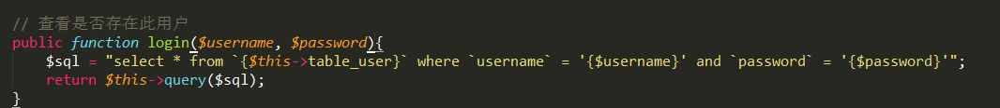 // 查看是否存在此用户
public function login($username, $password){
    $sql = "select * from `{$this->table_user}` where `username` = '{$username}' and `password` = '{$password}'";
    return $this->query($sql);
}